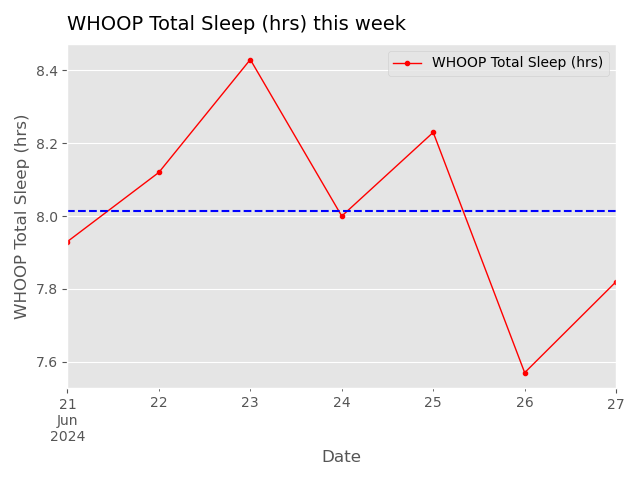 WHOOP Total Sleep (hrs) this week
WHOOP Total Sleep (hrs)
WHOOP Total Sleep (hrs)
8.4
8.2
8.0
7.8
7.6
21 22 23 24 25 26 27
Jun
2024
Date